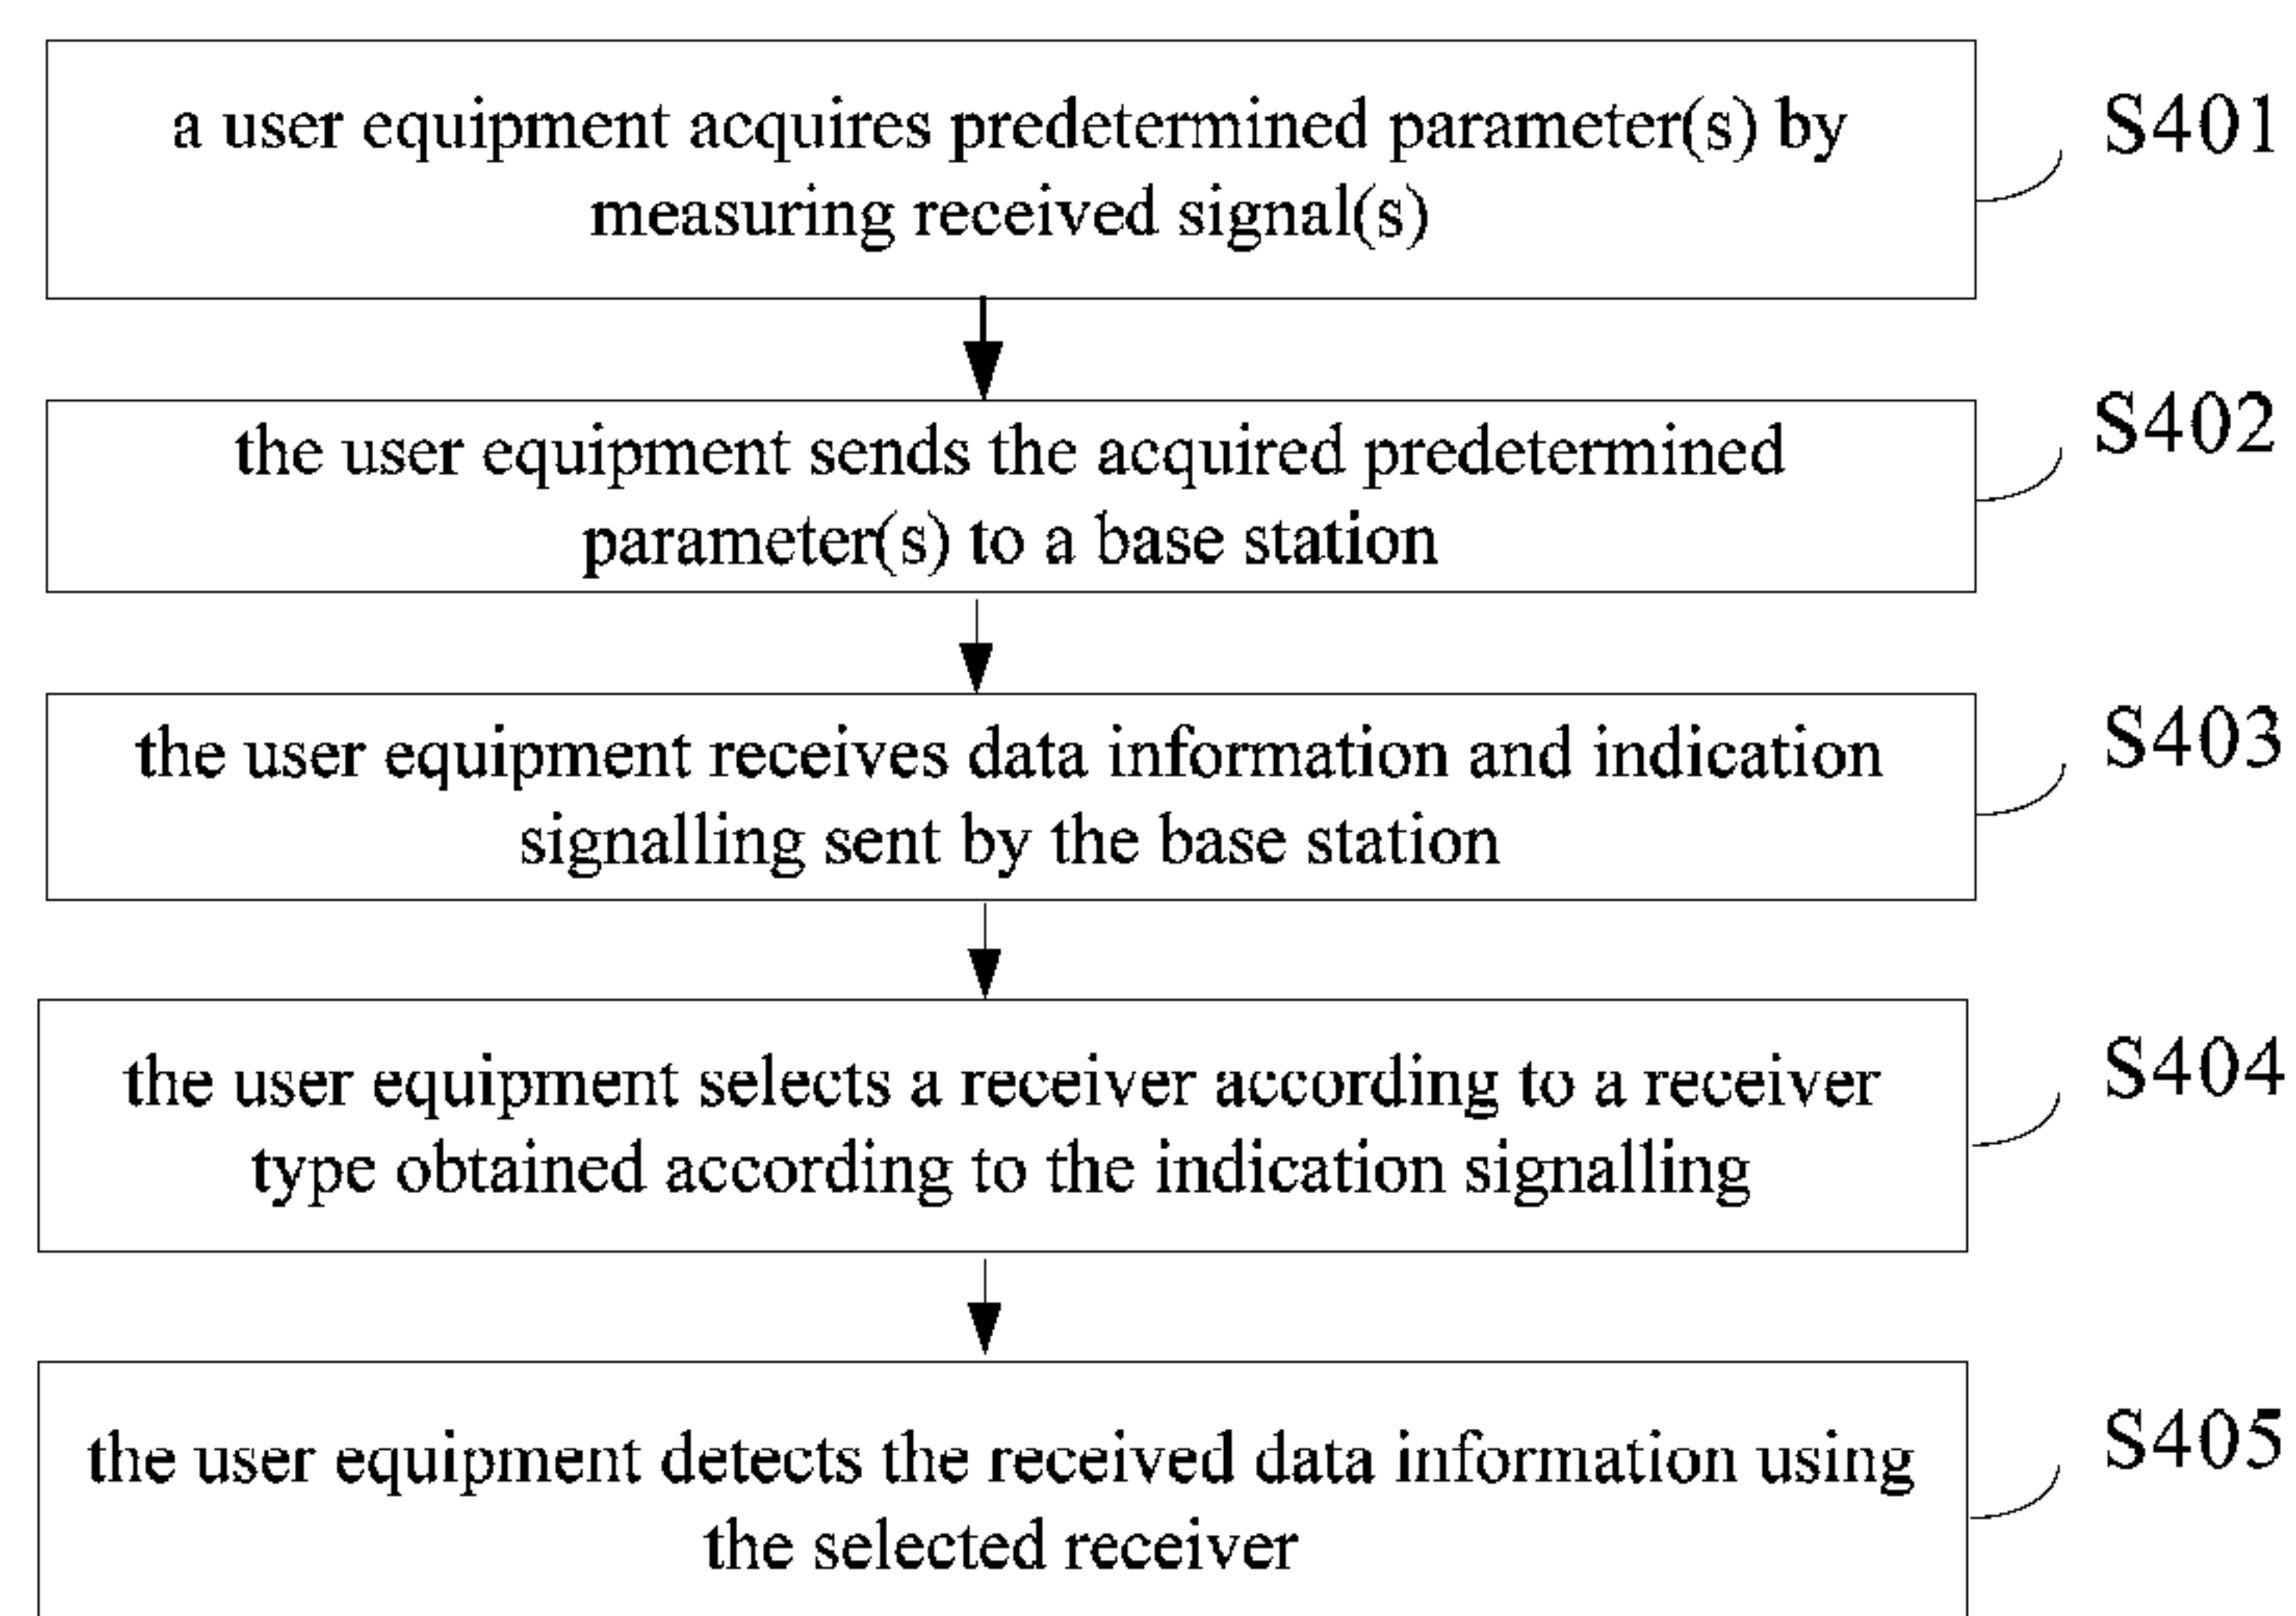 a user equipment acquires predetermined parameter(s) by
measuring received signal(s)
S401
the user equipment sends the acquired predetermined
parameter(s) to a base station
S402
the user equipment receives data information and indication
signalling sent by the base station
S403
the user equipment selects a receiver according to a receiver
type obtained according to the indication signalling
S404
the user equipment detects the received data information using
the selected receiver
S405